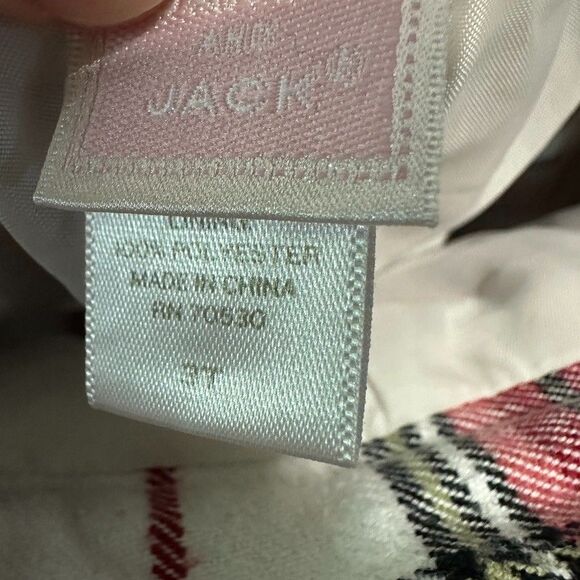 AND
JACK®
LINING
100% POLYESTER
MADE IN CHINA
RN 70530
3T